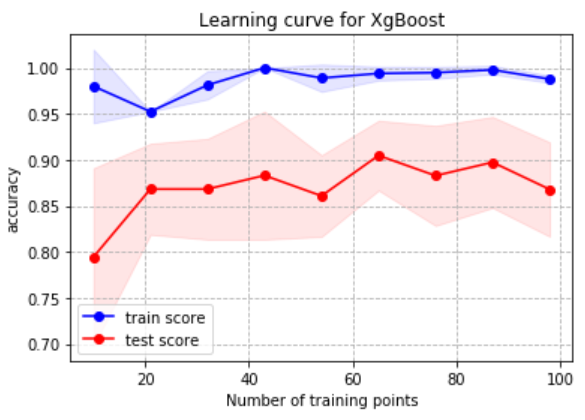 Learning curve for XgBoost
1.00
0.95
0.90
0.85
0.80
0.75
0.70
accuracy
train score
test score
20
40
60
80
100
Number of training points